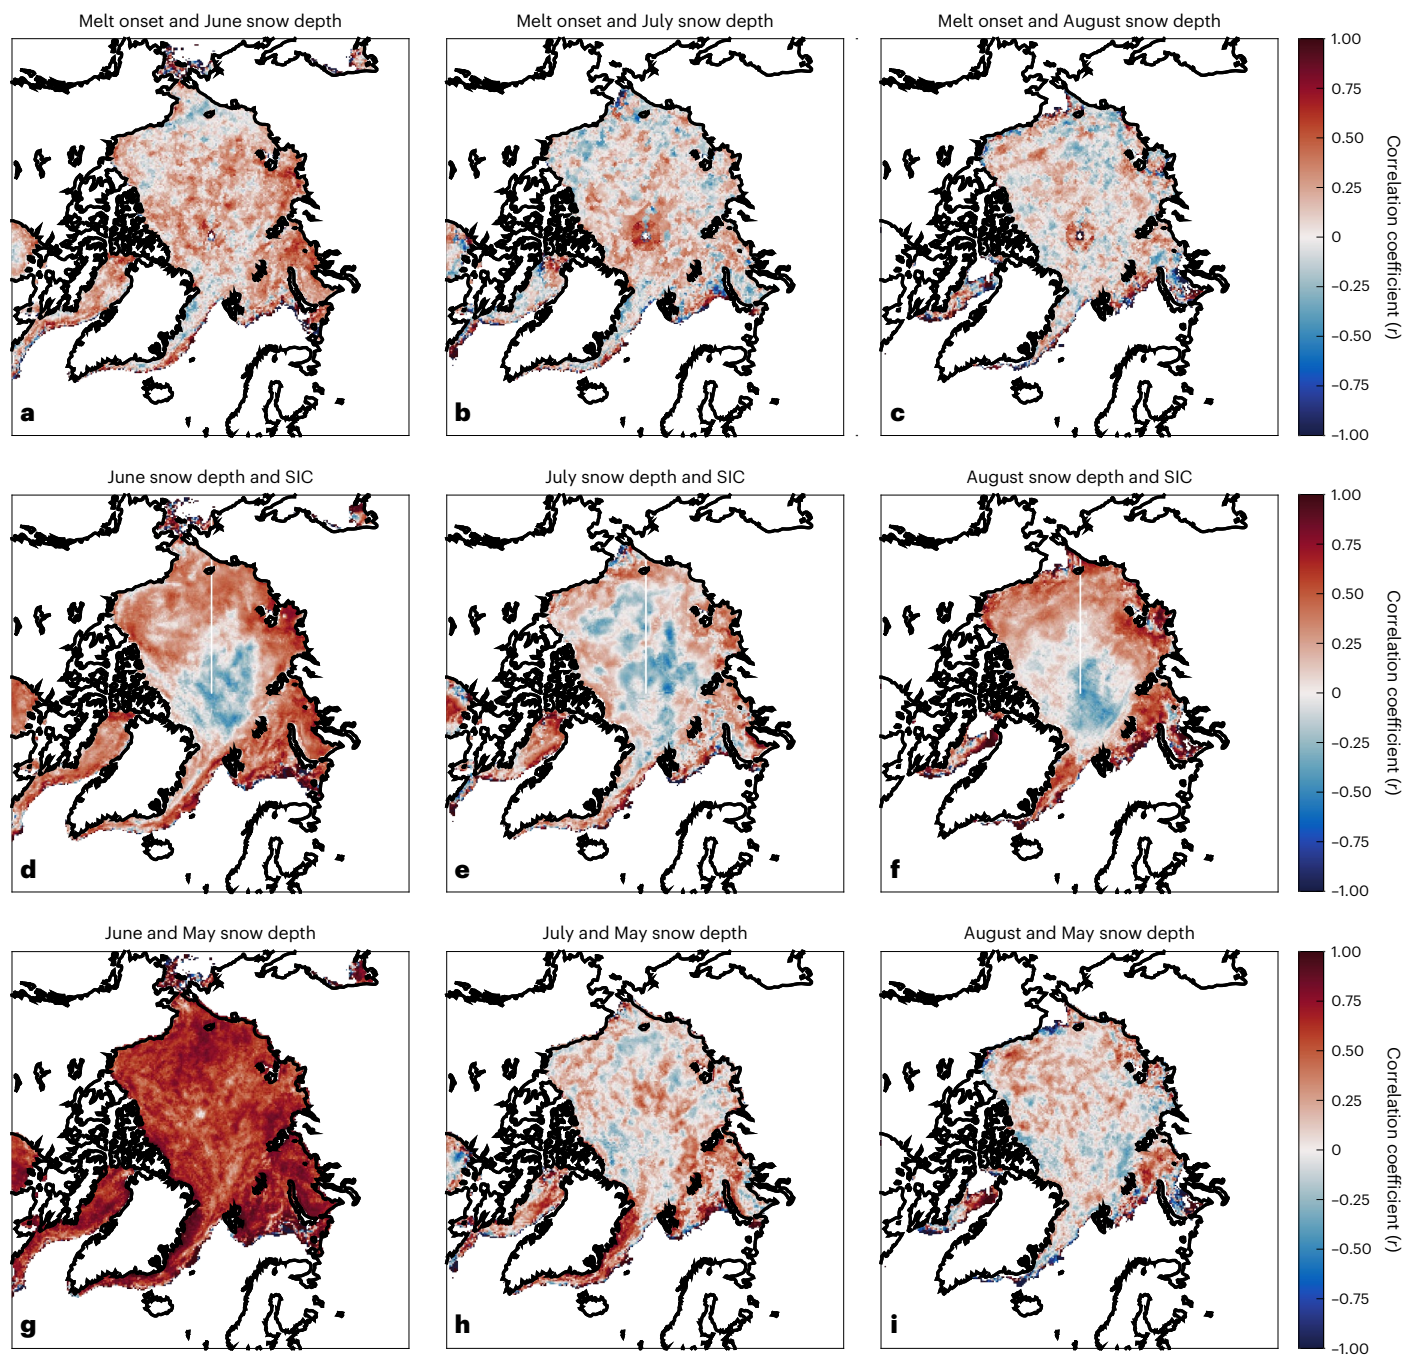 Melt onset and June snow depth
Melt onset and July snow depth
Melt onset and August snow depth
a
b
c
1.00
0.75
0.50
0.25
0
-0.25
-0.50
-0.75
-1.00
Correlation coefficient (r)
June snow depth and SIC
July snow depth and SIC
August snow depth and SIC
d
e
f
1.00
0.75
0.50
0.25
0
-0.25
-0.50
-0.75
-1.00
Correlation coefficient (r)
June and May snow depth
July and May snow depth
August and May snow depth
g
h
i
1.00
0.75
0.50
0.25
0
-0.25
-0.50
-0.75
-1.00
Correlation coefficient (r)